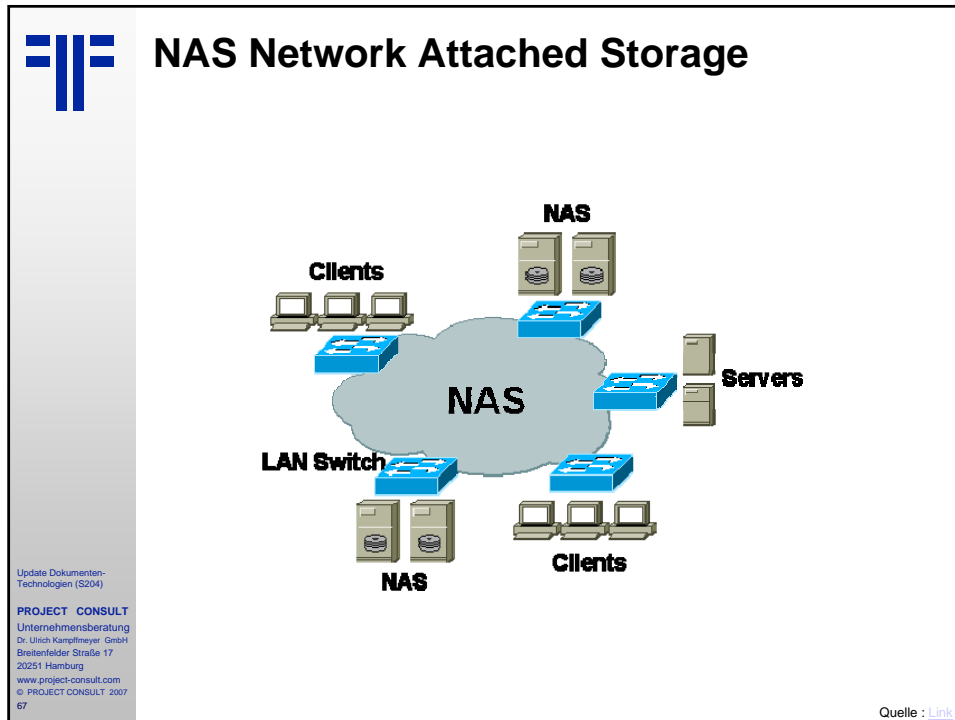 NAS Network Attached Storage
NAS
Clients
NAS
Servers
LAN Switch
NAS
Clients
Update Dokumenten-
Technologien (S204)
PROJECT CONSULT
Unternehmensberatung
Dr. Ulrich Kampffmeyer GmbH
Breitenfelder Straße 17
20251 Hamburg
www.project-consult.com
© PROJECT CONSULT 2007
67
Quelle : Link